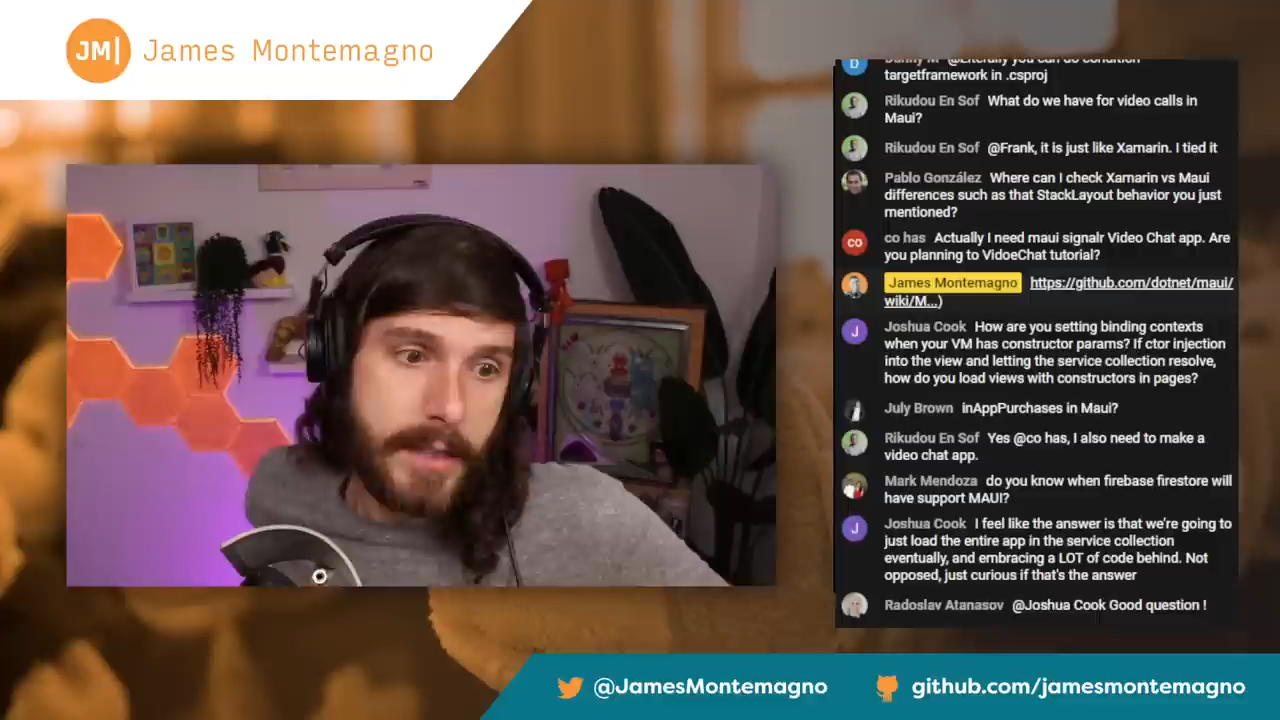 JM|
James Montemagno
targetframework in .csproj
Rikudou En Sof What do we have for video calls in
Maui?
Rikudou En Sof @Frank, it is just like Xamarin. I tied it
Pablo González Where can I check Xamarin vs Maui
differences such as that StackLayout behavior you just
mentioned?
co has Actually I need maui signalr Video Chat app. Are
you planning to VidoeChat tutorial?
James Montemagno https://github.com/dotnet/maui/
wiki/M...)
J Joshua Cook How are you setting binding contexts
when your VM has constructor params? If ctor injection
into the view and letting the service collection resolve,
how do you load views with constructors in pages?
July Brown inAppPurchases in Maui?
Rikudou En Sof Yes @co has, I also need to make a
video chat app.
Mark Mendoza do you know when firebase firestore will
have support MAUI?
J Joshua Cook I feel like the answer is that we're going to
just load the entire app in the service collection
eventually, and embracing a LOT of code behind. Not
opposed, just curious if that's the answer
Radoslav Atanasov @Joshua Cook Good question !
@JamesMontemagno
github.com/jamesmontemagno